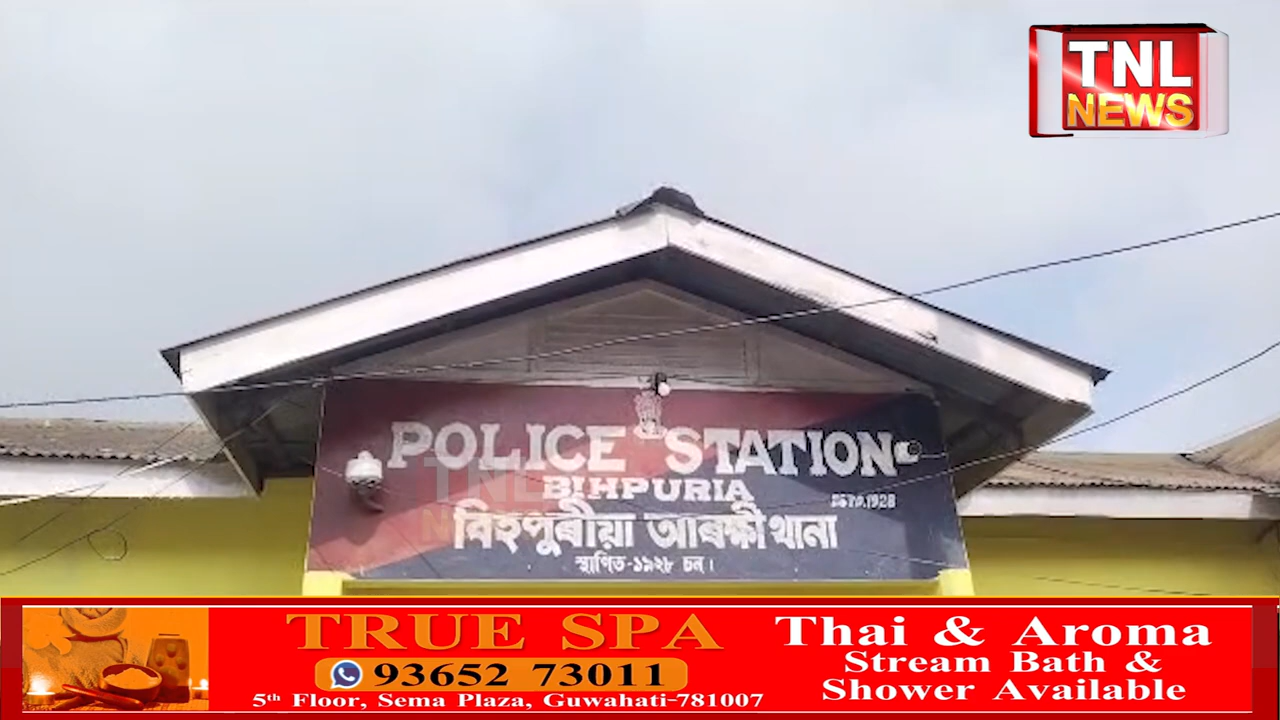 TNL
NEWS
POLICE STATION
BIHPURIA
ESTD.1928
বিহপুৰীয়া আৰক্ষী থানা
স্থাপিত-১৯২৮ চন।
TNL
TRUE SPA
93652 73011
5th Floor, Sema Plaza, Guwahati-781007
Thai & Aroma
Stream Bath &
Shower Available